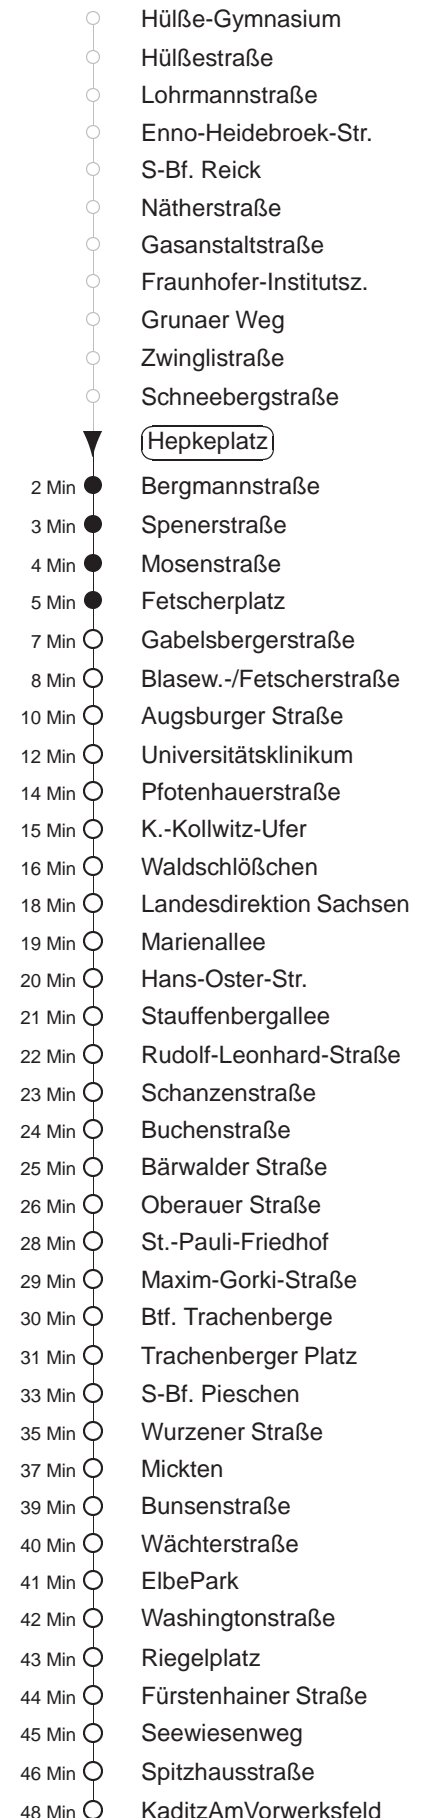 Hülße-Gymnasium
Hülßestraße
Lohrmannstraße
Enno-Heidebroek-Str.
S-Bf. Reick
Nätherstraße
Gasanstaltstraße
Fraunhofer-Institutsz.
Grunaer Weg
Zwinglistraße
Schneebergstraße
Hepkeplatz
2 Min Bergmannstraße
3 Min Spenerstraße
4 Min Mosenstraße
5 Min Fetscherplatz
7 Min Gabelsbergerstraße
8 Min Blasew.-/Fetscherstraße
10 Min Augsburger Straße
12 Min Universitätsklinikum
14 Min Pfotenhauerstraße
15 Min K.-Kollwitz-Ufer
16 Min Waldschlößchen
18 Min Landesdirektion Sachsen
19 Min Marienallee
20 Min Hans-Oster-Str.
21 Min Stauffenbergallee
22 Min Rudolf-Leonhard-Straße
23 Min Schanzenstraße
24 Min Buchenstraße
25 Min Bärwalder Straße
26 Min Oberauer Straße
28 Min St.-Pauli-Friedhof
29 Min Maxim-Gorki-Straße
30 Min Btf. Trachenberge
31 Min Trachenberger Platz
33 Min S-Bf. Pieschen
35 Min Wurzener Straße
37 Min Mickten
39 Min Bunsenstraße
40 Min Wächterstraße
41 Min ElbePark
42 Min Washingtonstraße
43 Min Riegelplatz
44 Min Fürstenhainer Straße
45 Min Seewiesenweg
46 Min Spitzhausstraße
48 Min KaditzAmVorwerksfeld